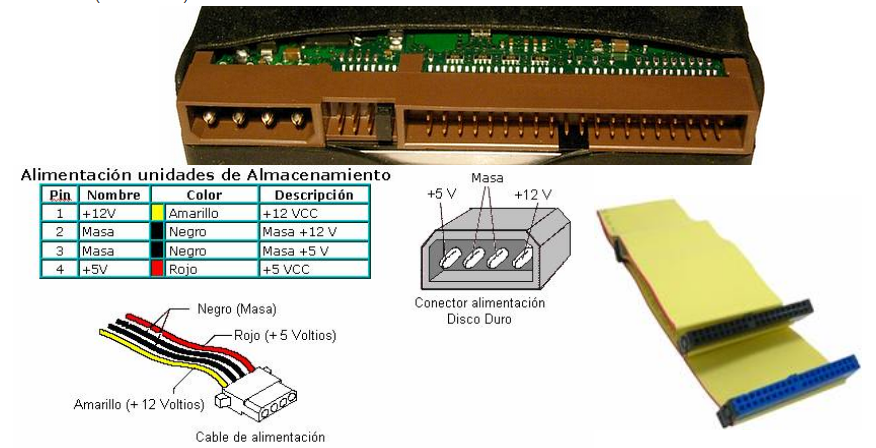 Alimentación unidades de Almacenamiento
Pin Nombre Color Descripción
1 +12V Amarillo +12 VCC
2 Masa Negro Masa +12 V
3 Masa Negro Masa +5 V
4 +5V Rojo +5 VCC
Masa
+5 V +12 V
Conector alimentación
Disco Duro
Negro (Masa)
Rojo (+ 5 Voltios)
Amarillo (+ 12 Voltios)
Cable de alimentación